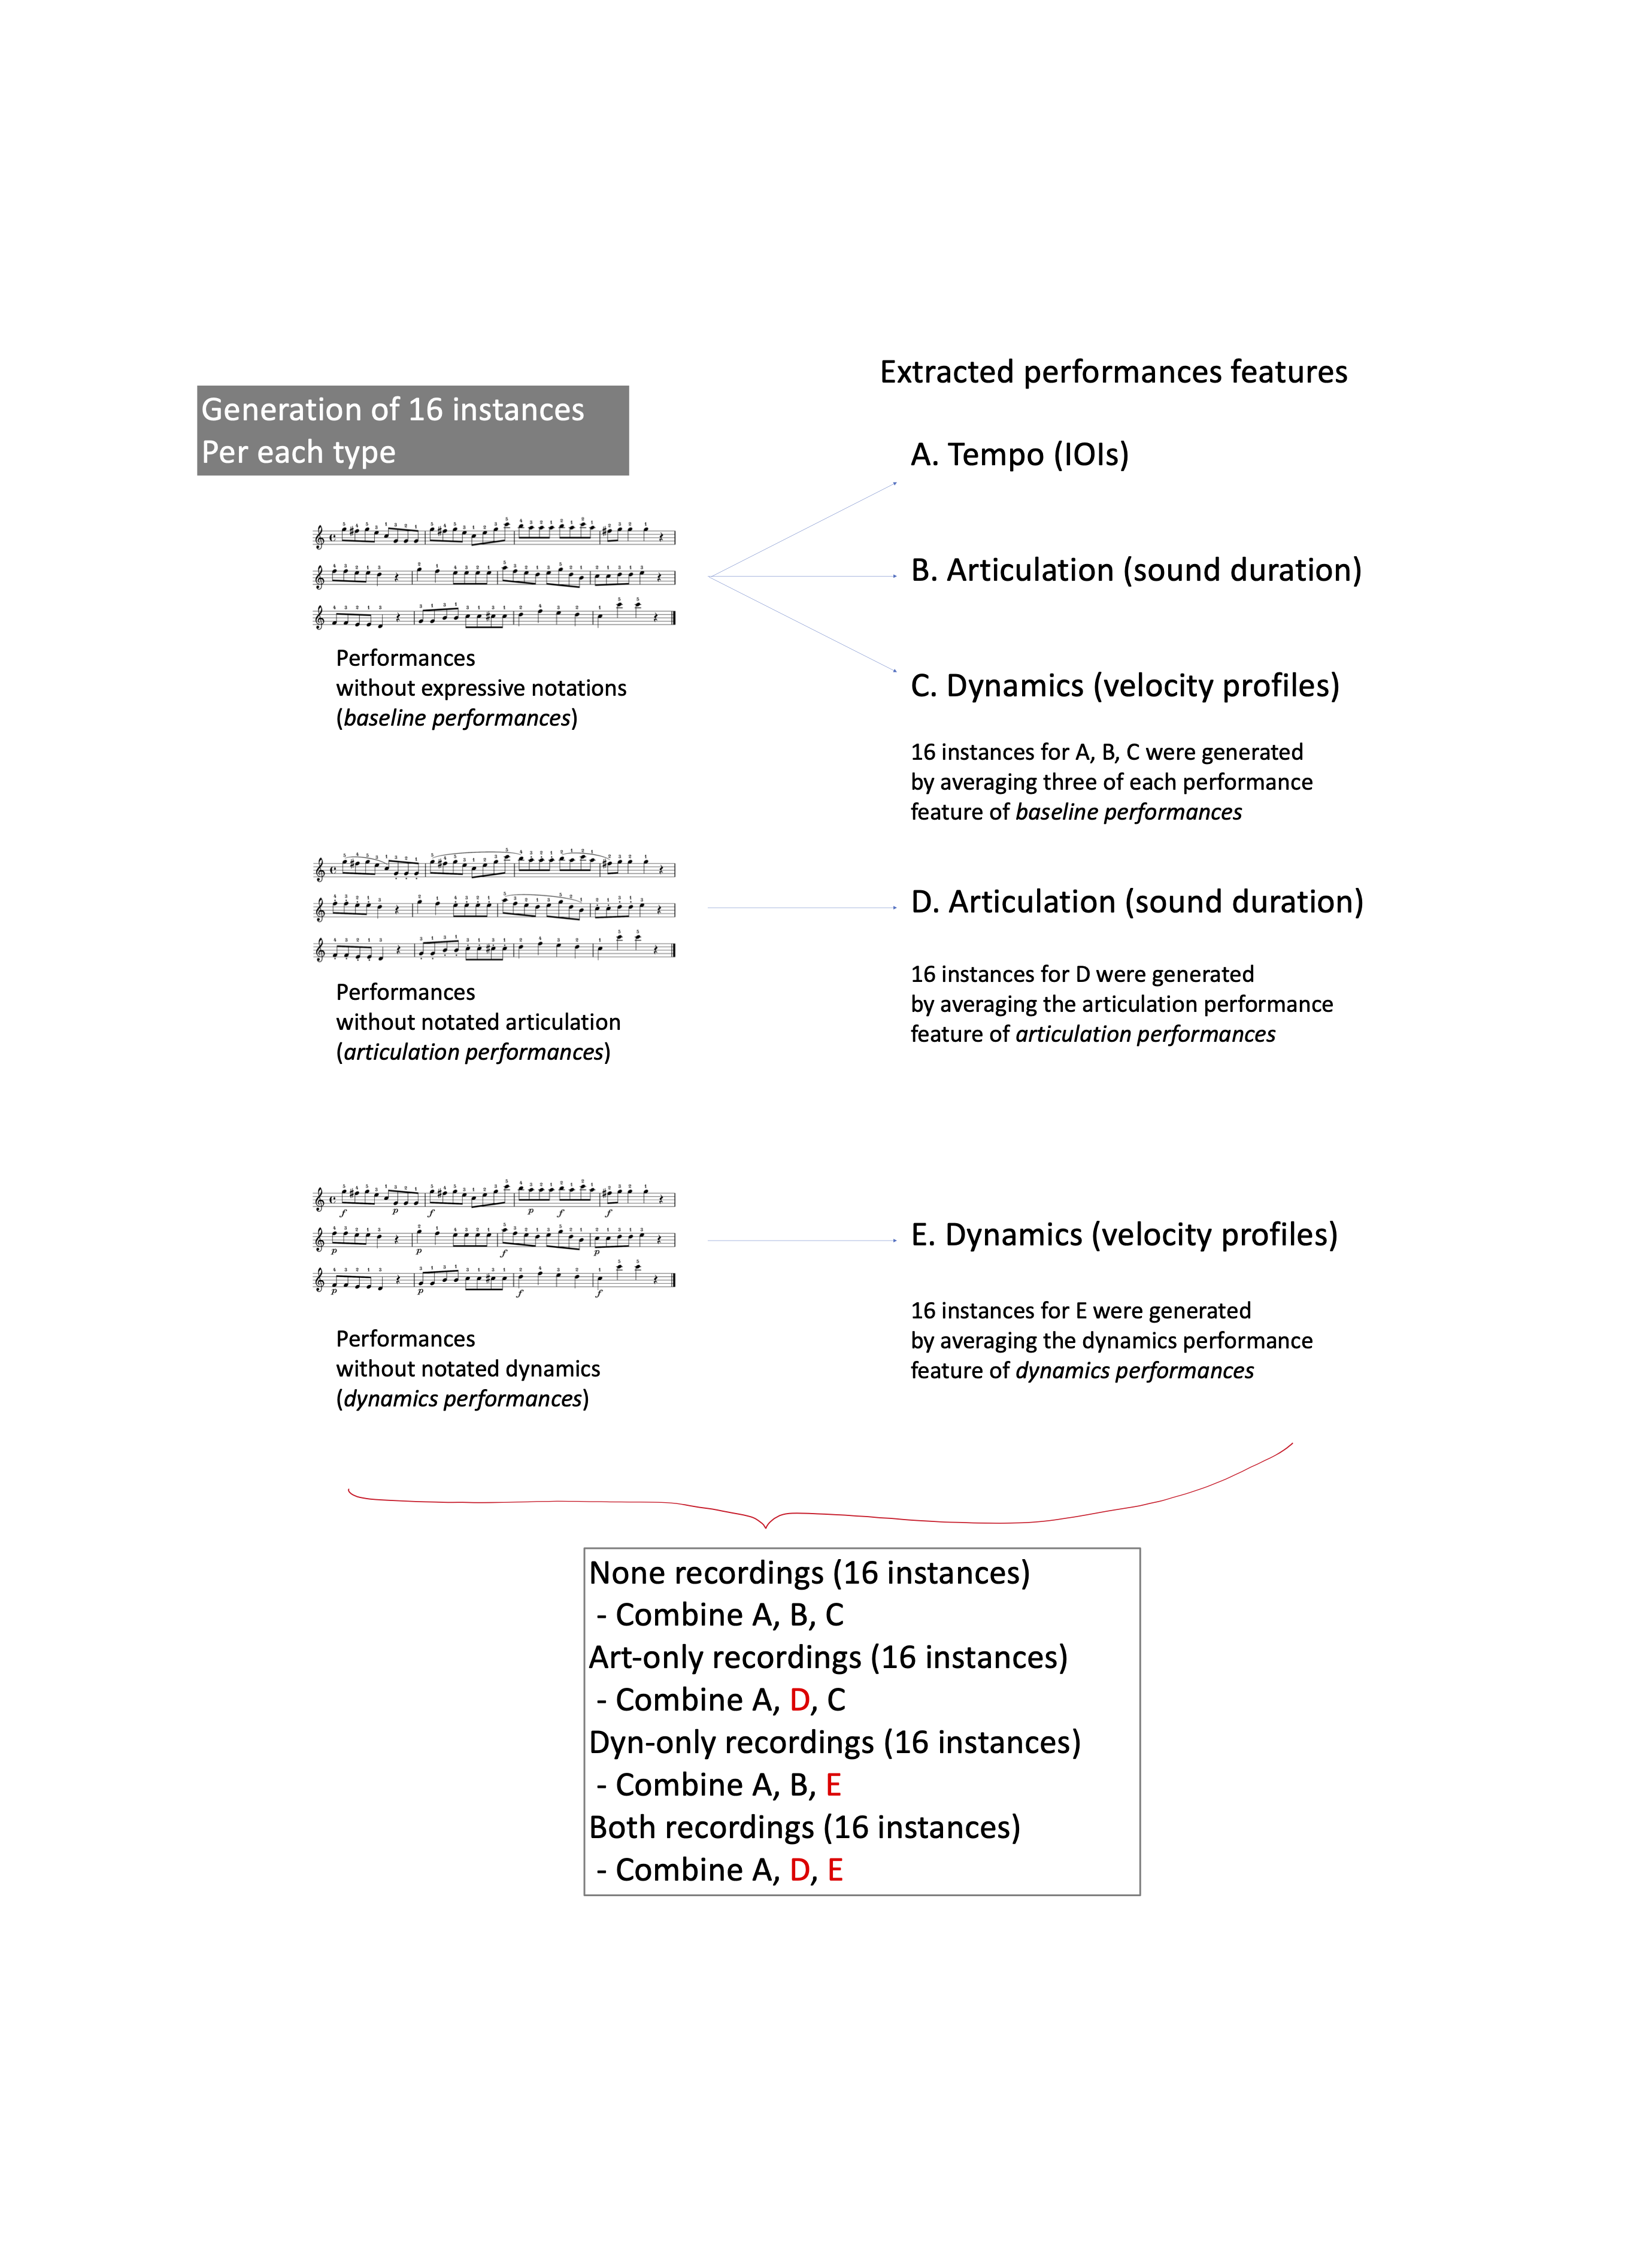 Extracted performances features
Generation of 16 instances
Per each type
A. Tempo (IOIs)
B. Articulation (sound duration)
C. Dynamics (velocity profiles)
Performances
without expressive notations
(baseline performances)
16 instances for A, B, C were generated
by averaging three of each performance
feature of baseline performances
D. Articulation (sound duration)
Performances
without notated articulation
(articulation performances)
16 instances for D were generated
by averaging the articulation performance
feature of articulation performances
E. Dynamics (velocity profiles)
Performances
without notated dynamics
(dynamics performances)
16 instances for E were generated
by averaging the dynamics performance
feature of dynamics performances
None recordings (16 instances)
- Combine A, B, C
Art-only recordings (16 instances)
- Combine A, D, C
Dyn-only recordings (16 instances)
- Combine A, B, E
Both recordings (16 instances)
- Combine A, D, E